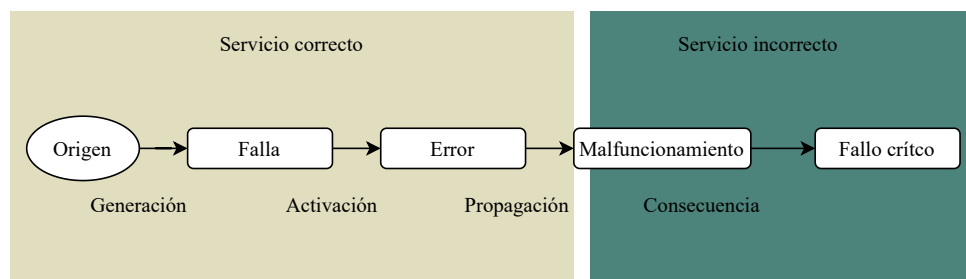 Servicio correcto
Servicio incorrecto
Origen
Falla
Error
Malfuncionamiento
Fallo crítco
Generación
Activación
Propagación
Consecuencia